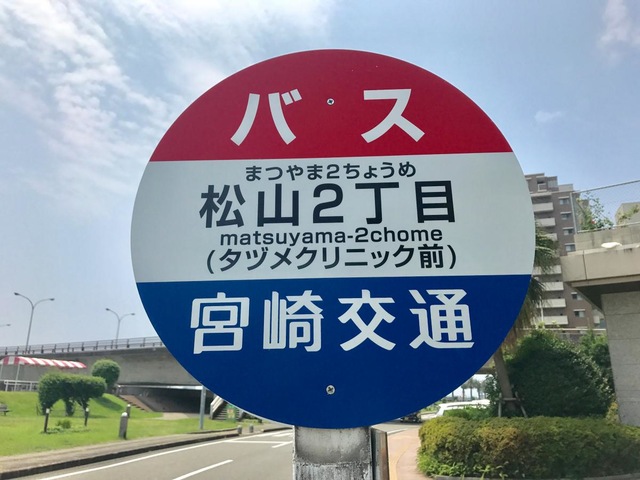 バス
まつやま2ちょうめ
松山2丁目
matsuyama-2chome
(タヅメクリニック前)
宮崎交通